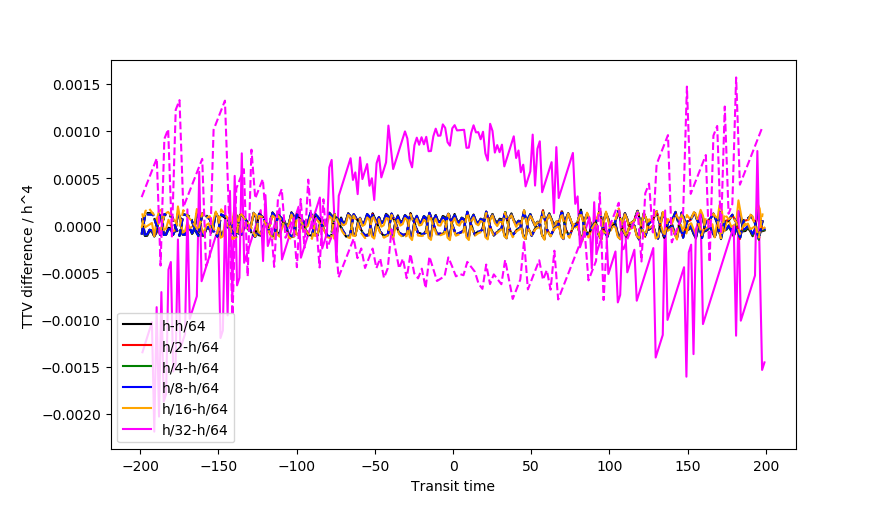 0.0015
0.0010
0.0005
0.0000
−0.0005
−0.0010
−0.0015
−0.0020
TTV difference / h^4
h-h/64
h/2-h/64
h/4-h/64
h/8-h/64
h/16-h/64
h/32-h/64
−200 −150 −100 −50 0 50 100 150 200
Transit time